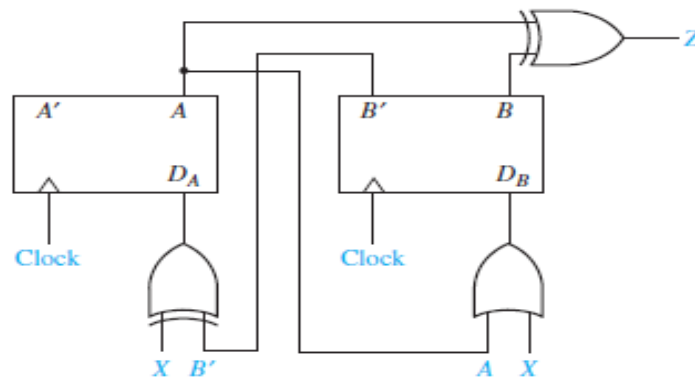 Z
A′ A B′ B
D_A D_B
Clock Clock
X B′ A X